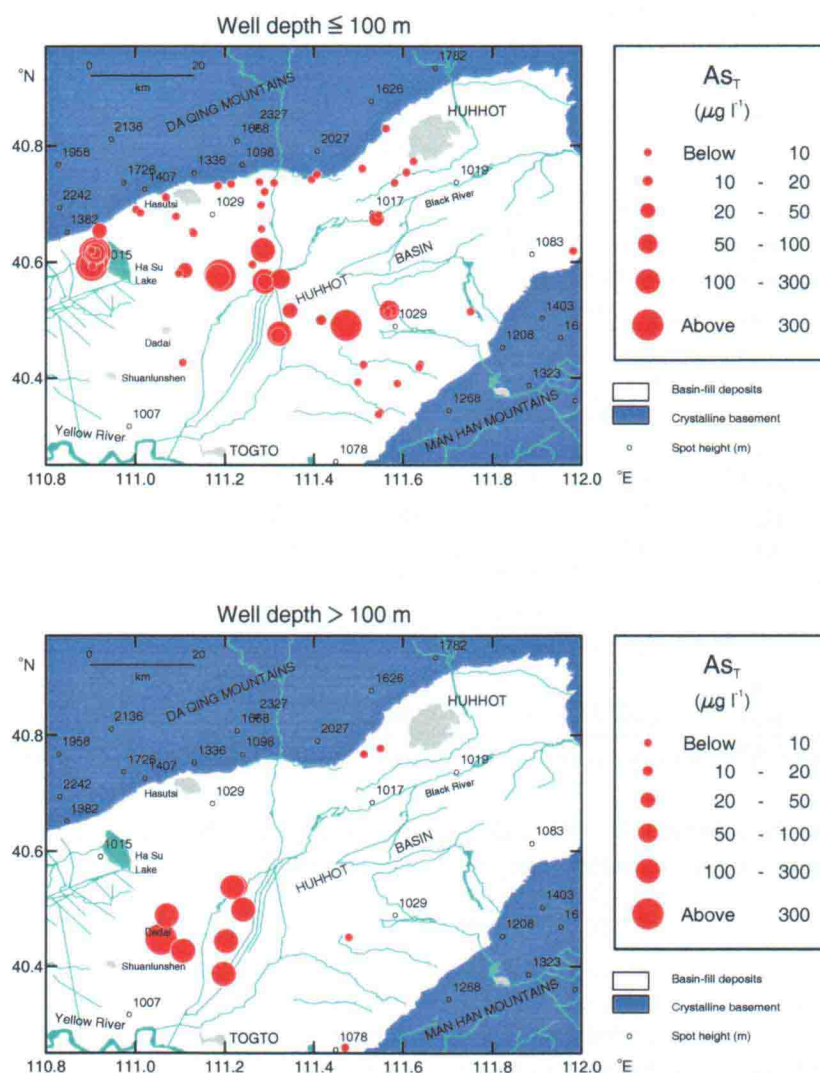 Well depth ≦ 100 m
°N
40.8
40.6
40.4
0 20
km
DA QING MOUNTAINS
1782
1626
2327
1668
2136
2027
1958
1098
1336
1726
1407
2242
1382
HUHHOT
1019
Hasutsi
1029
1017
Black River
1015
Ha Su
Lake
BASIN
HUHHOT
1083
1029
Dadai
Shuanlunshen
1403
1208
16
1323
1268
MAN HAN MOUNTAINS
1007
Yellow River
TOGTO
1078
110.8 111.0 111.2 111.4 111.6 111.8 112.0 °E
As_T
(μg l⁻¹)
Below 10
10 - 20
20 - 50
50 - 100
100 - 300
Above 300
Basin-fill deposits
Crystalline basement
Spot height (m)
Well depth > 100 m
°N
40.8
40.6
40.4
0 20
km
DA QING MOUNTAINS
1782
1626
2327
1668
2136
2027
1958
1098
1336
1726
1407
2242
1382
HUHHOT
1019
Hasutsi
1029
1017
Black River
1015
Ha Su
Lake
BASIN
HUHHOT
1083
1029
Dadai
Shuanlunshen
1403
1208
16
1323
1268
MAN HAN MOUNTAINS
1007
Yellow River
TOGTO
1078
110.8 111.0 111.2 111.4 111.6 111.8 112.0 °E
As_T
(μg l⁻¹)
Below 10
10 - 20
20 - 50
50 - 100
100 - 300
Above 300
Basin-fill deposits
Crystalline basement
Spot height (m)